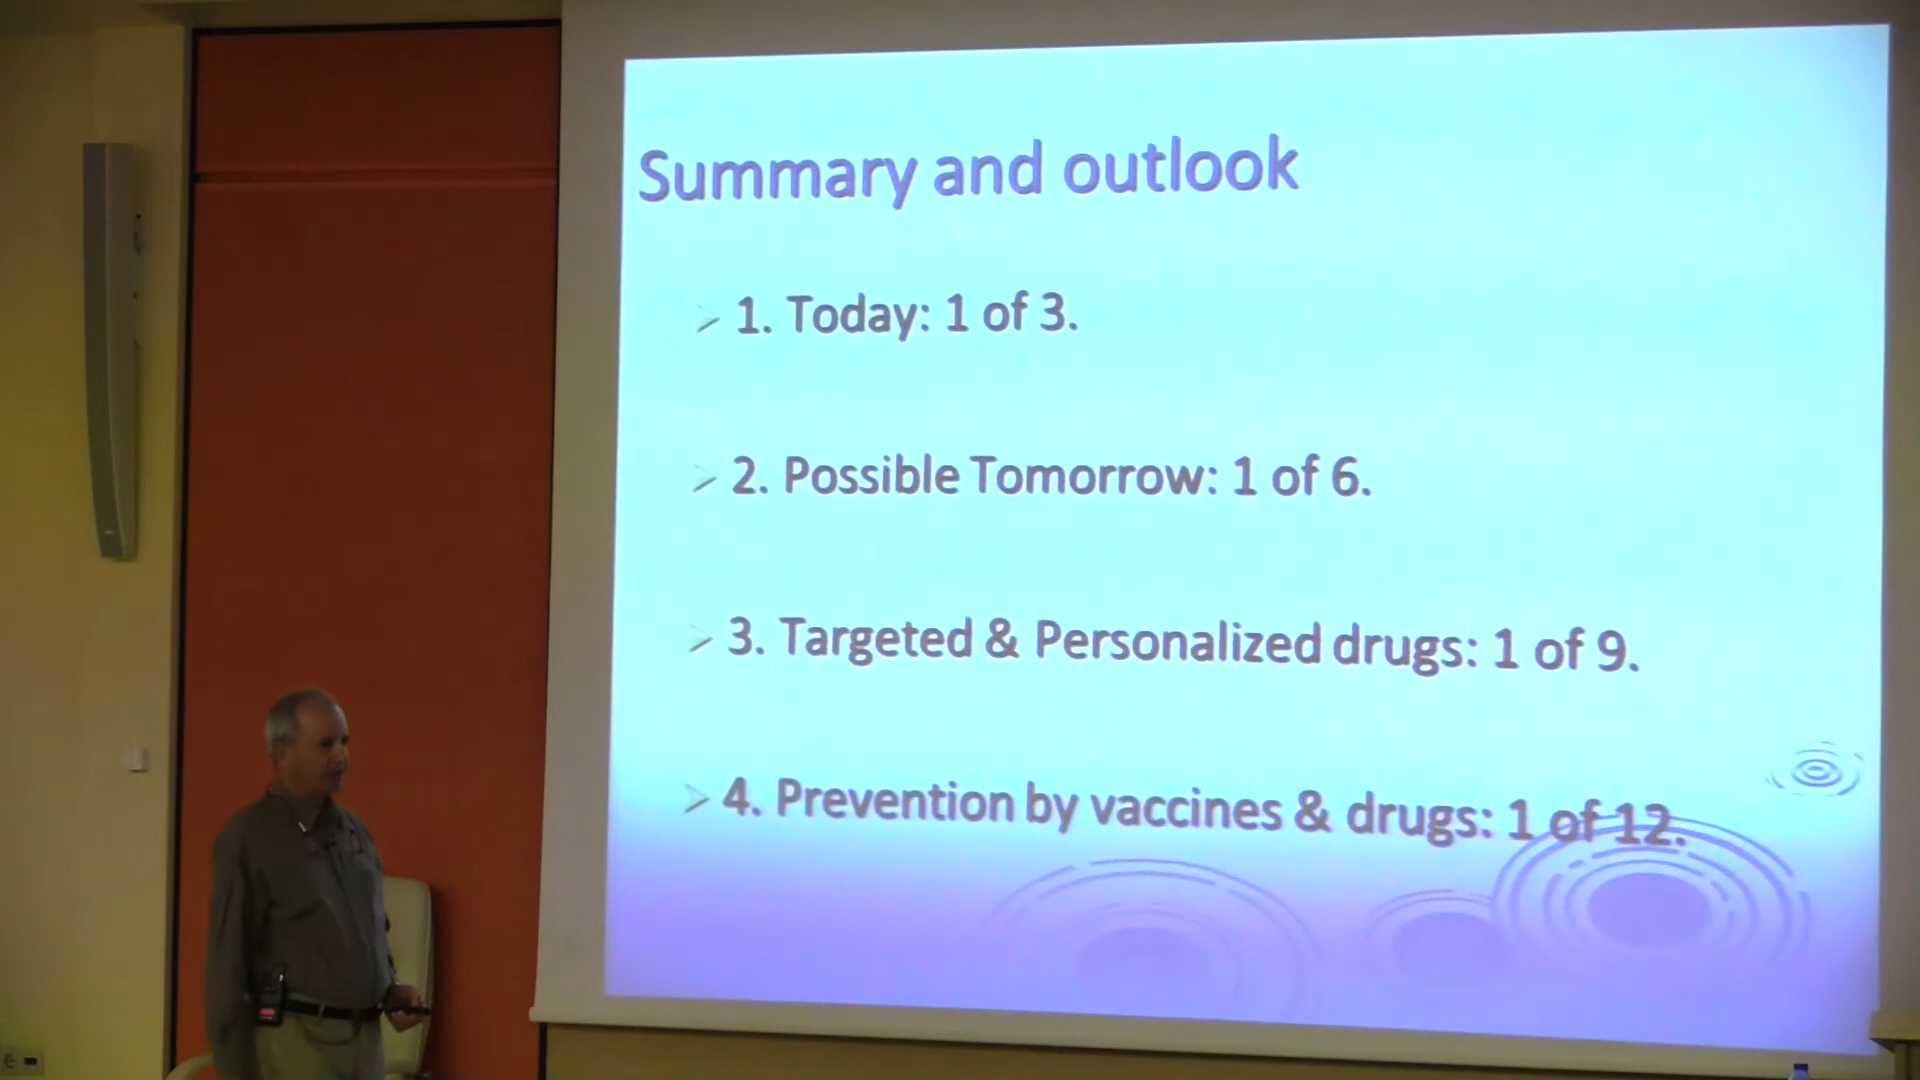 Summary and outlook
1. Today: 1 of 3.
2. Possible Tomorrow: 1 of 6.
3. Targeted & Personalized drugs: 1 of 9.
4. Prevention by vaccines & drugs: 1 of 12.